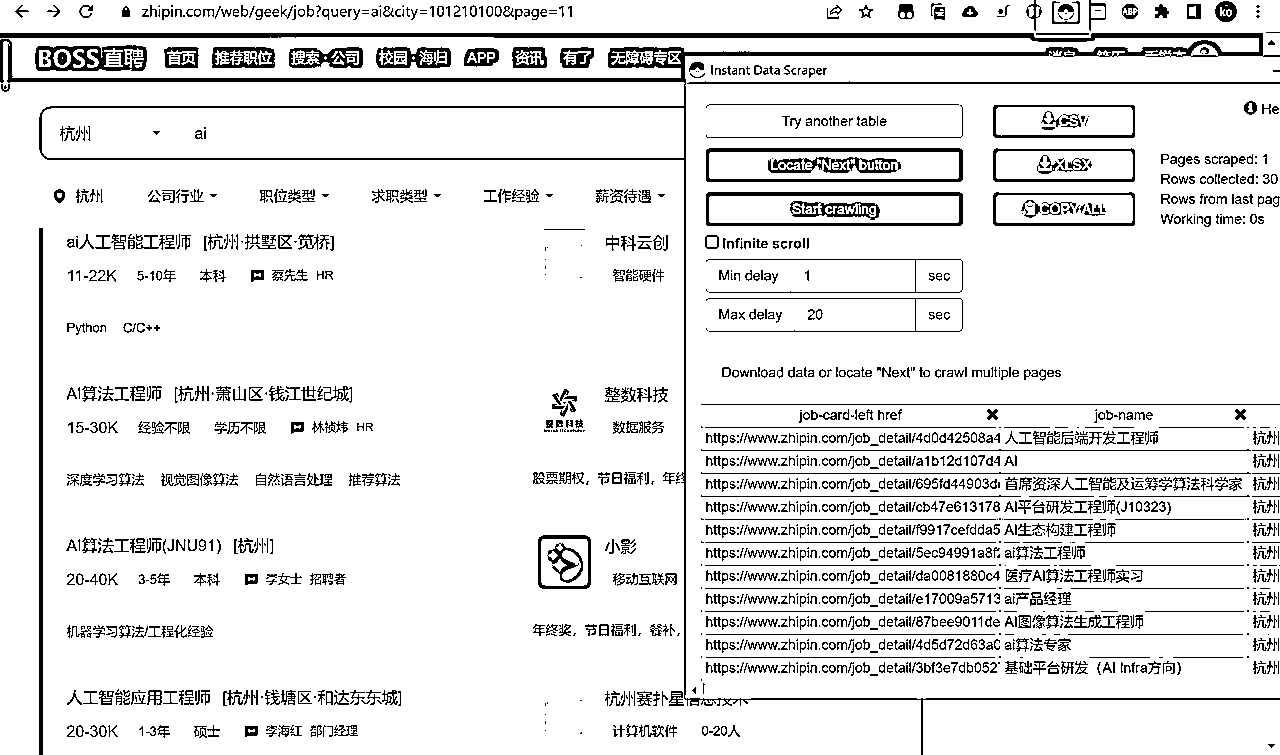 zhipin.com/web/geek/job?query=ai&city=101210100&page=11
ABP
ko
BOSS直聘 首页 推荐职位 搜索·公司 校园·海归 APP 资讯 有了 无障碍专区
Instant Data Scraper
杭州 ai
杭州 公司行业 职位类型 求职类型 工作经验 薪资待遇
ai人工智能工程师 [杭州·拱墅区·笕桥] 中科云创
11-22K 5-10年 本科 蔡先生 HR 智能硬件
Python C/C++
AI算法工程师 [杭州·萧山区·钱江世纪城] 整数科技
15-30K 经验不限 学历不限 林祯炜 HR 整数科技 数据服务
深度学习算法 视觉图像算法 自然语言处理 推荐算法 股票期权，节日福利，年终
AI算法工程师(JNU91) [杭州] 小影
20-40K 3-5年 本科 李女士 招聘者 移动互联网
机器学习算法/工程化经验 年终奖，节日福利，餐补，
人工智能应用工程师 [杭州·钱塘区·和达东东城] 杭州赛扑星信息技术
20-30K 1-3年 硕士 李海红 部门经理 计算机软件 0-20人
Try another table CSV He
Locate "Next" button XLSX
Start crawling COPY ALL
Pages scraped: 1
Rows collected: 30
Rows from last pag
Working time: 0s
Infinite scroll
Min delay 1 sec
Max delay 20 sec
Download data or locate "Next" to crawl multiple pages
job-card-left href job-name
https://www.zhipin.com/job_detail/4d0d42508a4 人工智能后端开发工程师 杭州
https://www.zhipin.com/job_detail/a1b12d107d4 AI 杭州
https://www.zhipin.com/job_detail/695fd44903d 首席资深人工智能及运筹学算法科学家 杭州
https://www.zhipin.com/job_detail/cb47e613178 AI平台研发工程师(J10323) 杭州
https://www.zhipin.com/job_detail/f9917cefdda5 AI生态构建工程师 杭州
https://www.zhipin.com/job_detail/5ec94991a8f2 ai算法工程师 杭州
https://www.zhipin.com/job_detail/da0081880c4 医疗AI算法工程师实习 杭州
https://www.zhipin.com/job_detail/e17009a5713 ai产品经理 杭州
https://www.zhipin.com/job_detail/87bee9011de AI图像算法生成工程师 杭州
https://www.zhipin.com/job_detail/4d5d72d63a0 ai算法专家 杭州
https://www.zhipin.com/job_detail/3bf3e7db052 基础平台研发（AI Infra方向） 杭州